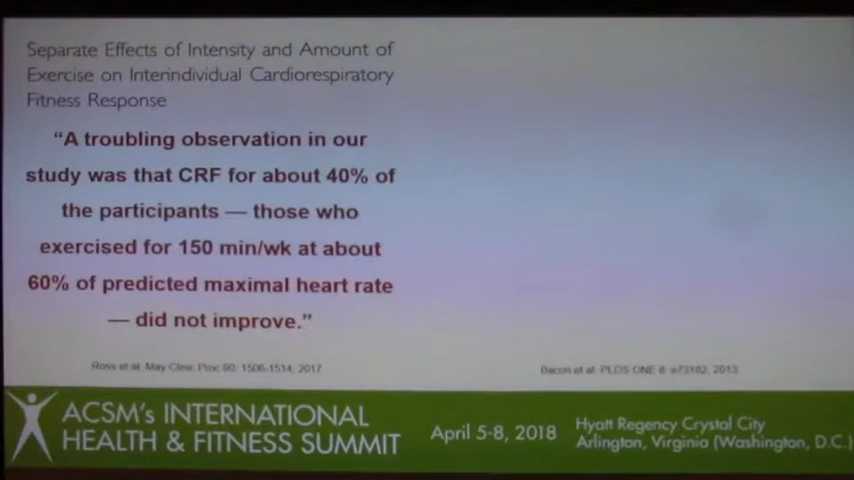 Separate Effects of Intensity and Amount of
Exercise on Interindividual Cardiorespiratory
Fitness Response
“A troubling observation in our
study was that CRF for about 40% of
the participants — those who
exercised for 150 min/wk at about
60% of predicted maximal heart rate
— did not improve.”
Ross et al. May Clinic Proc 90: 1506-1514, 2017
Bacon et al. PLOS ONE 8: e73182, 2013
ACSM's INTERNATIONAL
HEALTH & FITNESS SUMMIT
April 5-8, 2018
Hyatt Regency Crystal City
Arlington, Virginia (Washington, D.C.)